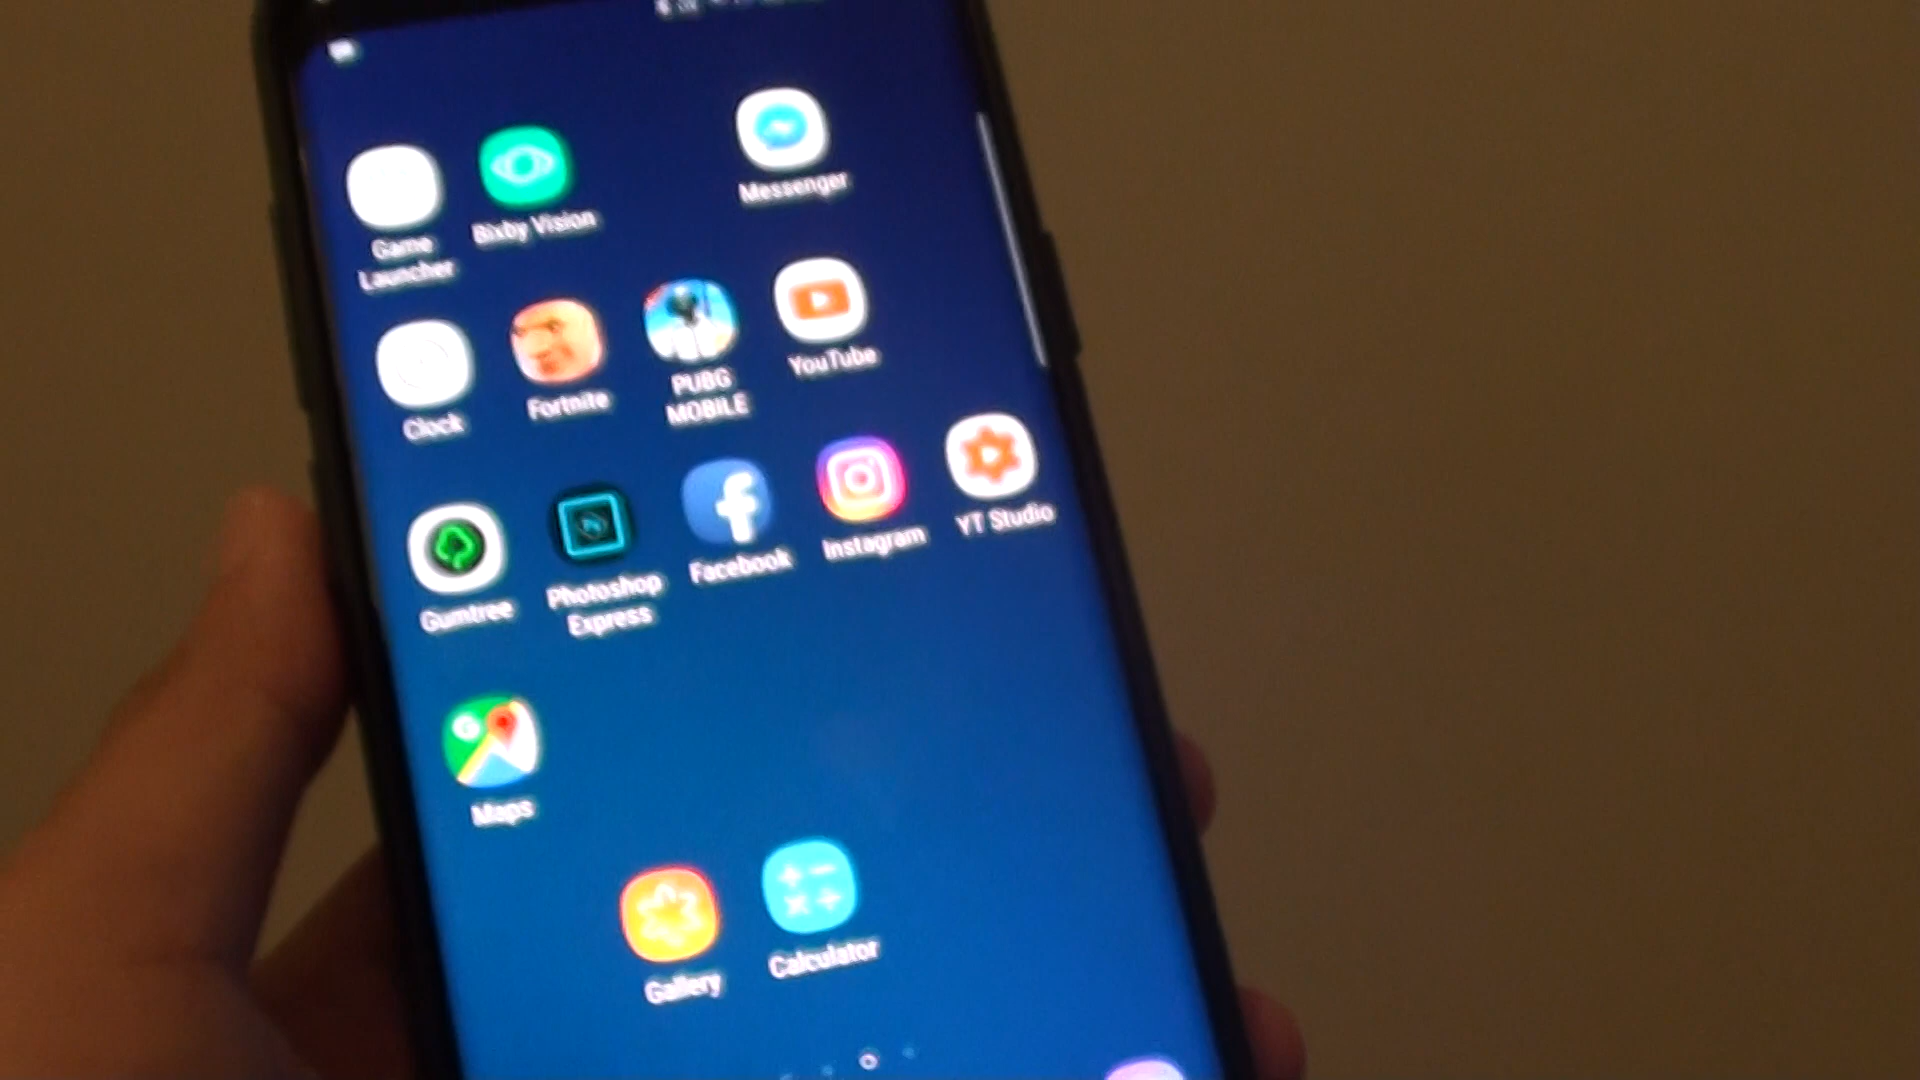 Messenger
Bixby Vision
Game
Launcher
YouTube
PUBG
MOBILE
Fortnite
Clock
YT Studio
Instagram
Facebook
Photoshop
Express
Gumtree
Maps
Calculator
Gallery